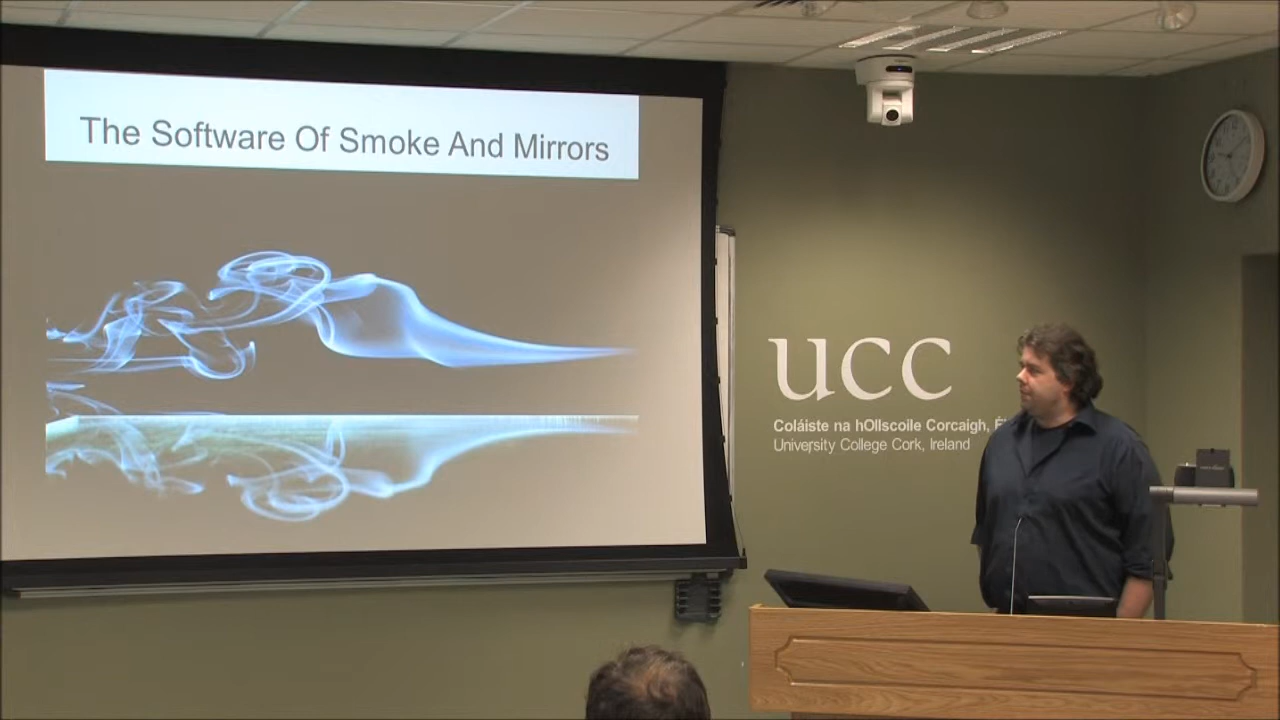 The Software Of Smoke And Mirrors
UCC
Coláiste na hOllscoile Corcaigh,
University College Cork, Ireland